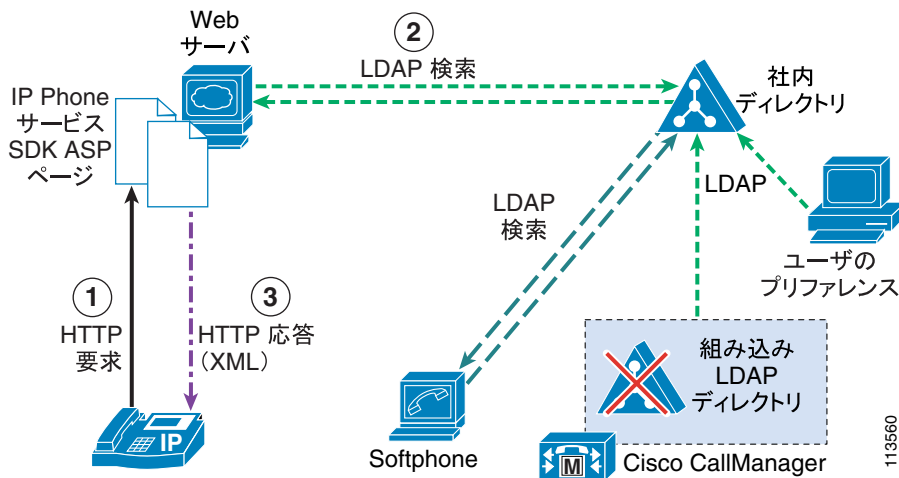 Web
サーバ
2
LDAP 検索
社内
ディレクトリ
IP Phone
サービス
SDK ASP
ページ
LDAP
検索
LDAP
ユーザの
プリファレンス
1
HTTP
要求
3
HTTP 応答
（XML）
組み込み
LDAP
ディレクトリ
IP
Softphone
M
Cisco CallManager
113560